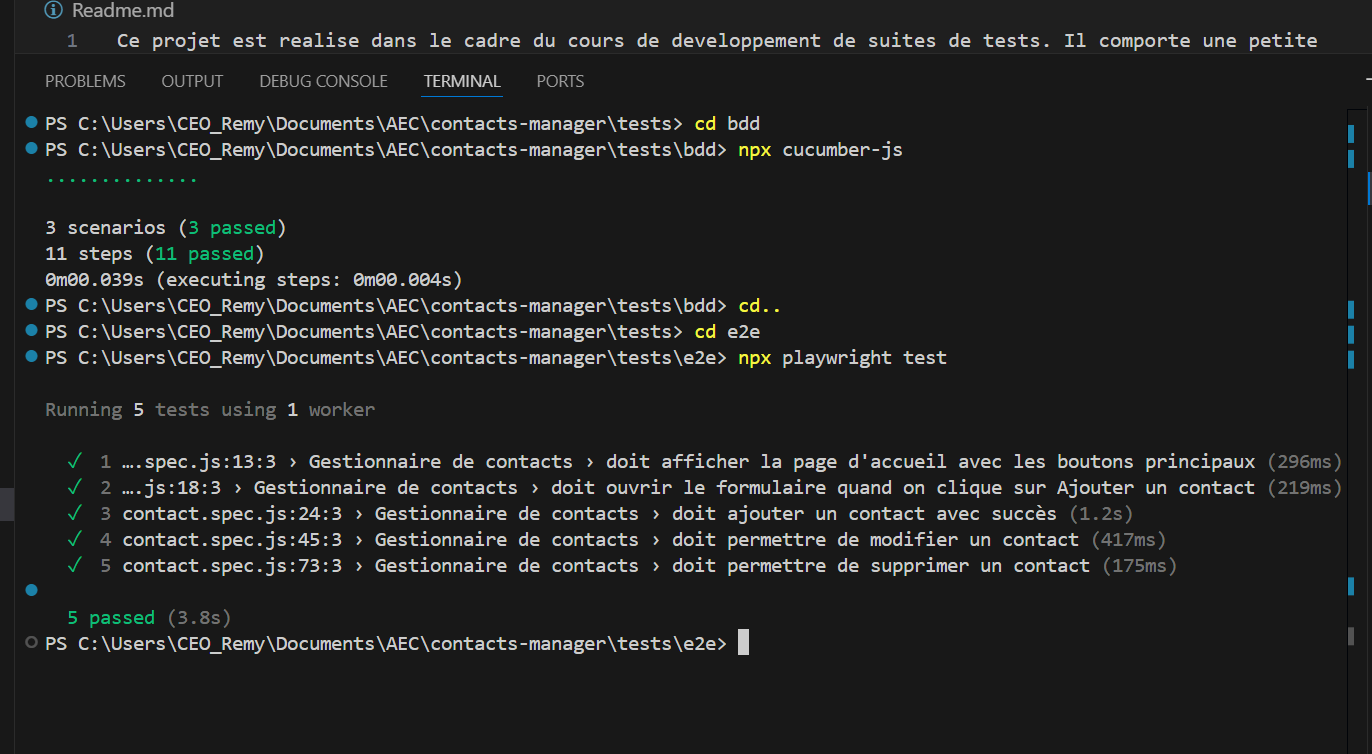 Readme.md
1 Ce projet est realise dans le cadre du cours de developpement de suites de tests. Il comporte une petite
PROBLEMS OUTPUT DEBUG CONSOLE TERMINAL PORTS
PS C:\Users\CEO_Remy\Documents\AEC\contacts-manager\tests> cd bdd
PS C:\Users\CEO_Remy\Documents\AEC\contacts-manager\tests\bdd> npx cucumber-js
..............
3 scenarios (3 passed)
11 steps (11 passed)
0m00.039s (executing steps: 0m00.004s)
PS C:\Users\CEO_Remy\Documents\AEC\contacts-manager\tests\bdd> cd..
PS C:\Users\CEO_Remy\Documents\AEC\contacts-manager\tests> cd e2e
PS C:\Users\CEO_Remy\Documents\AEC\contacts-manager\tests\e2e> npx playwright test
Running 5 tests using 1 worker
✓ 1 ….spec.js:13:3 › Gestionnaire de contacts › doit afficher la page d'accueil avec les boutons principaux (296ms)
✓ 2 ….js:18:3 › Gestionnaire de contacts › doit ouvrir le formulaire quand on clique sur Ajouter un contact (219ms)
✓ 3 contact.spec.js:24:3 › Gestionnaire de contacts › doit ajouter un contact avec succès (1.2s)
✓ 4 contact.spec.js:45:3 › Gestionnaire de contacts › doit permettre de modifier un contact (417ms)
✓ 5 contact.spec.js:73:3 › Gestionnaire de contacts › doit permettre de supprimer un contact (175ms)
5 passed (3.8s)
PS C:\Users\CEO_Remy\Documents\AEC\contacts-manager\tests\e2e>